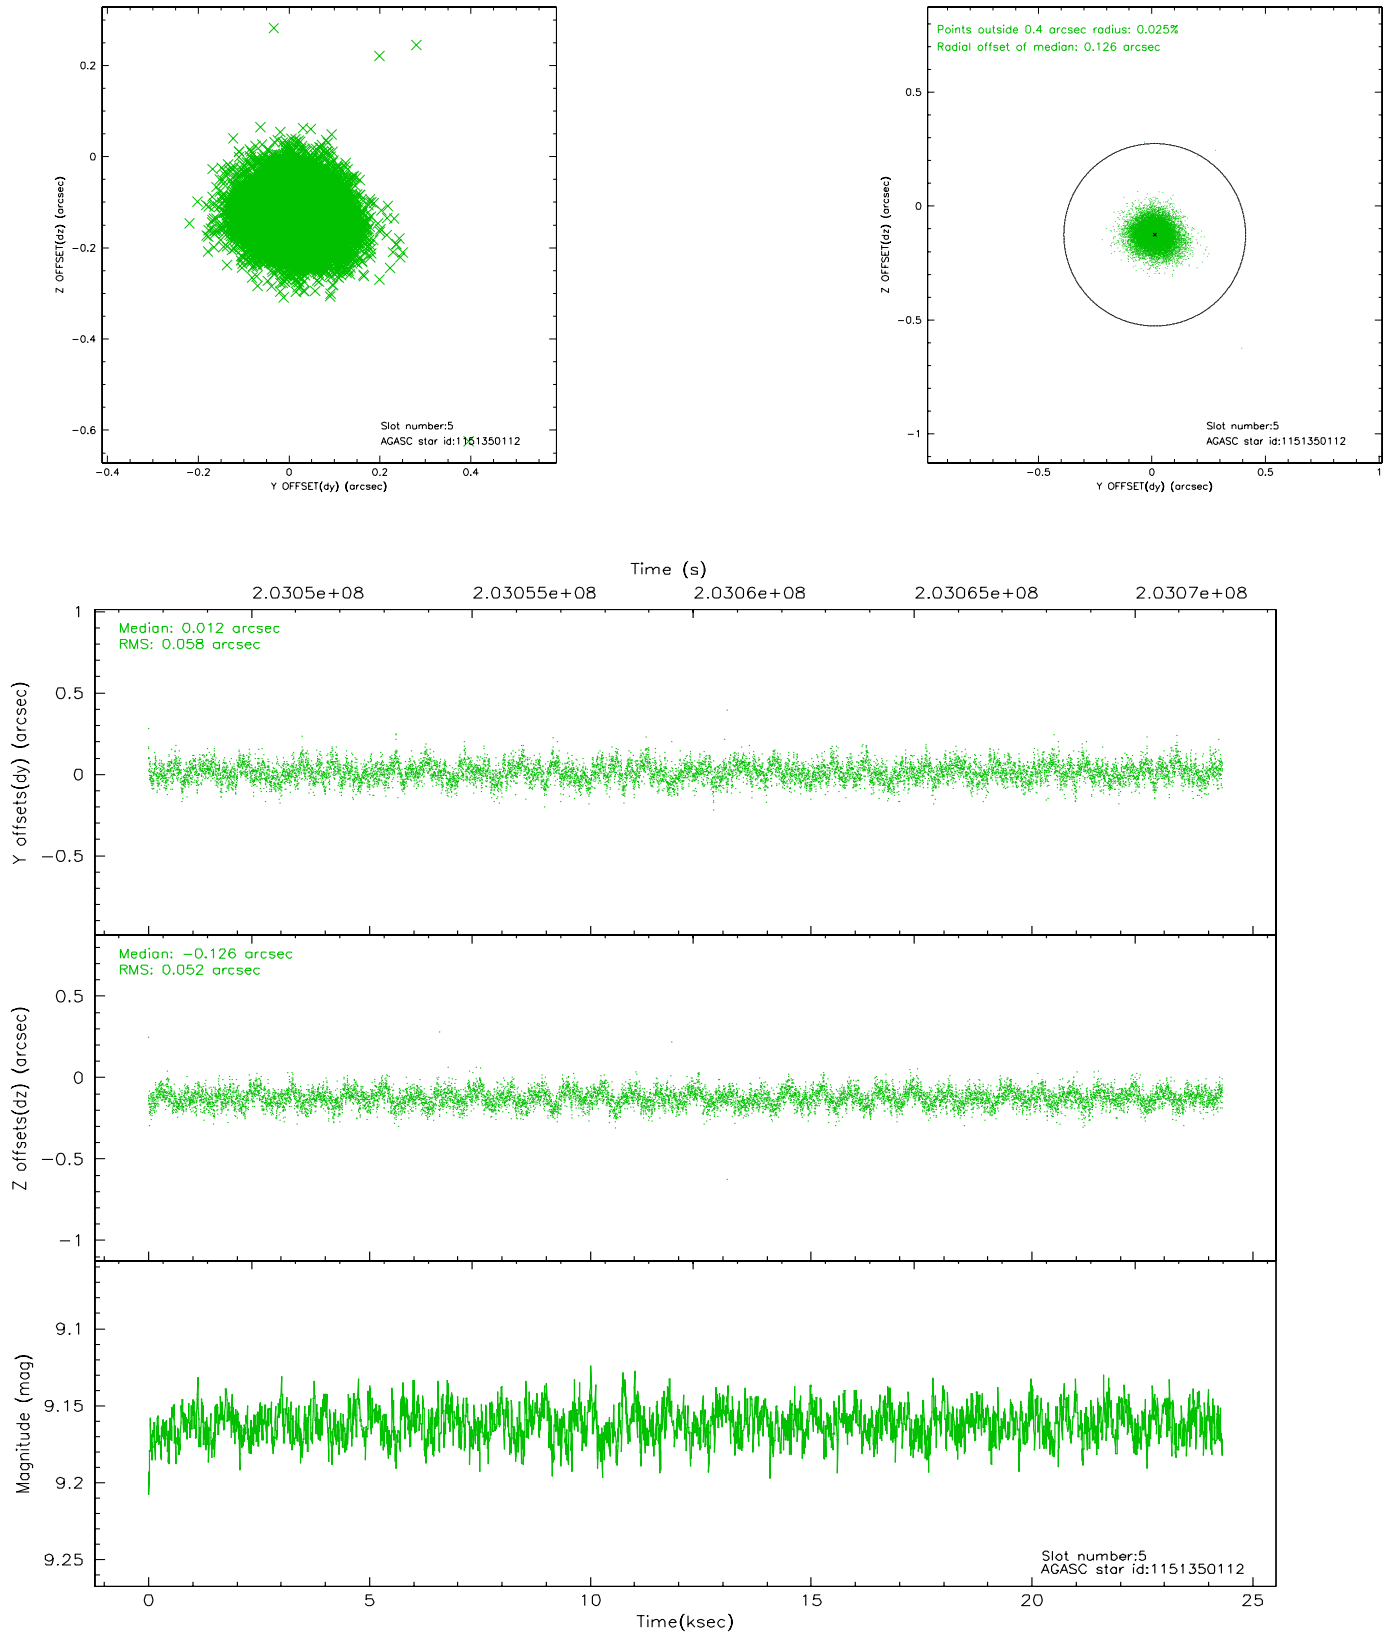 0.2
0
−0.2
−0.4
−0.6
Z OFFSET(dz) (arcsec)
Slot number:5
AGASC star id:1151350112
−0.4 −0.2 0 0.2 0.4
Y OFFSET(dy) (arcsec)
Points outside 0.4 arcsec radius: 0.025%
Radial offset of median: 0.126 arcsec
0.5
0
−0.5
−1
Z OFFSET(dz) (arcsec)
Slot number:5
AGASC star id:1151350112
−0.5 0 0.5 1
Y OFFSET(dy) (arcsec)
Time (s)
2.0305e+08 2.03055e+08 2.0306e+08 2.03065e+08 2.0307e+08
Median: 0.012 arcsec
RMS: 0.058 arcsec
1
0.5
0
−0.5
Y offsets(dy) (arcsec)
Median: −0.126 arcsec
RMS: 0.052 arcsec
0.5
0
−0.5
−1
Z offsets(dz) (arcsec)
9.1
9.15
9.2
9.25
Magnitude (mag)
Slot number:5
AGASC star id:1151350112
0 5 10 15 20 25
Time(ksec)